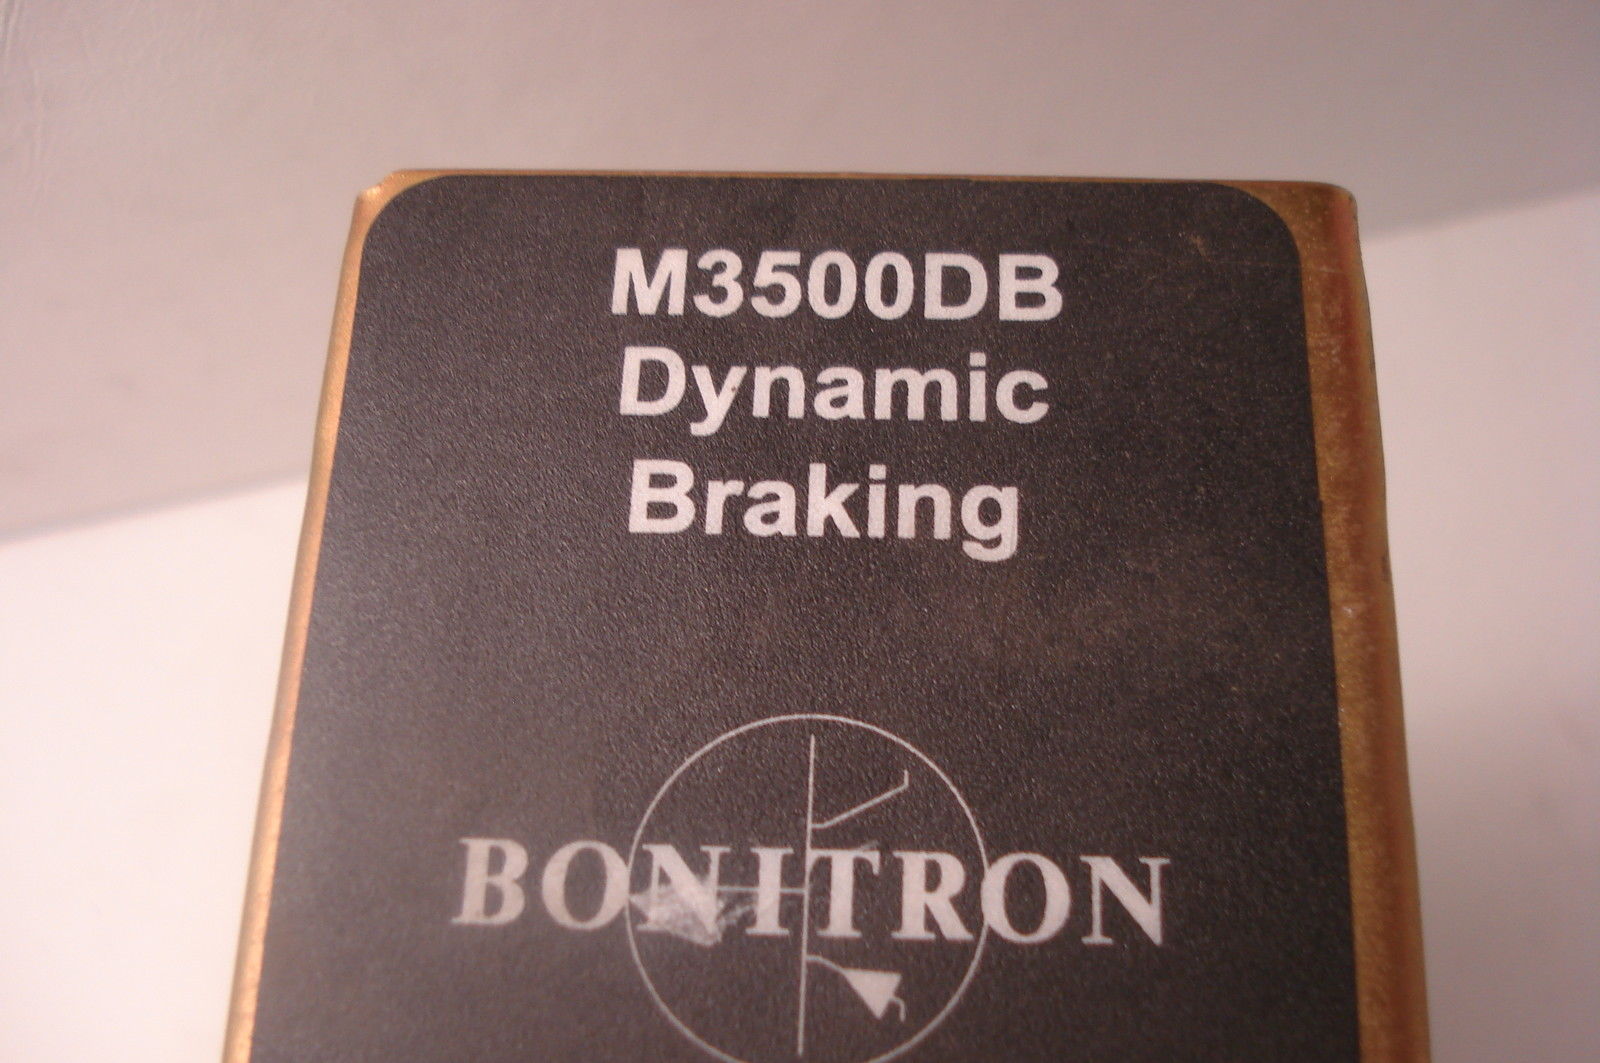 M3500DB
Dynamic
Braking
BONITRON